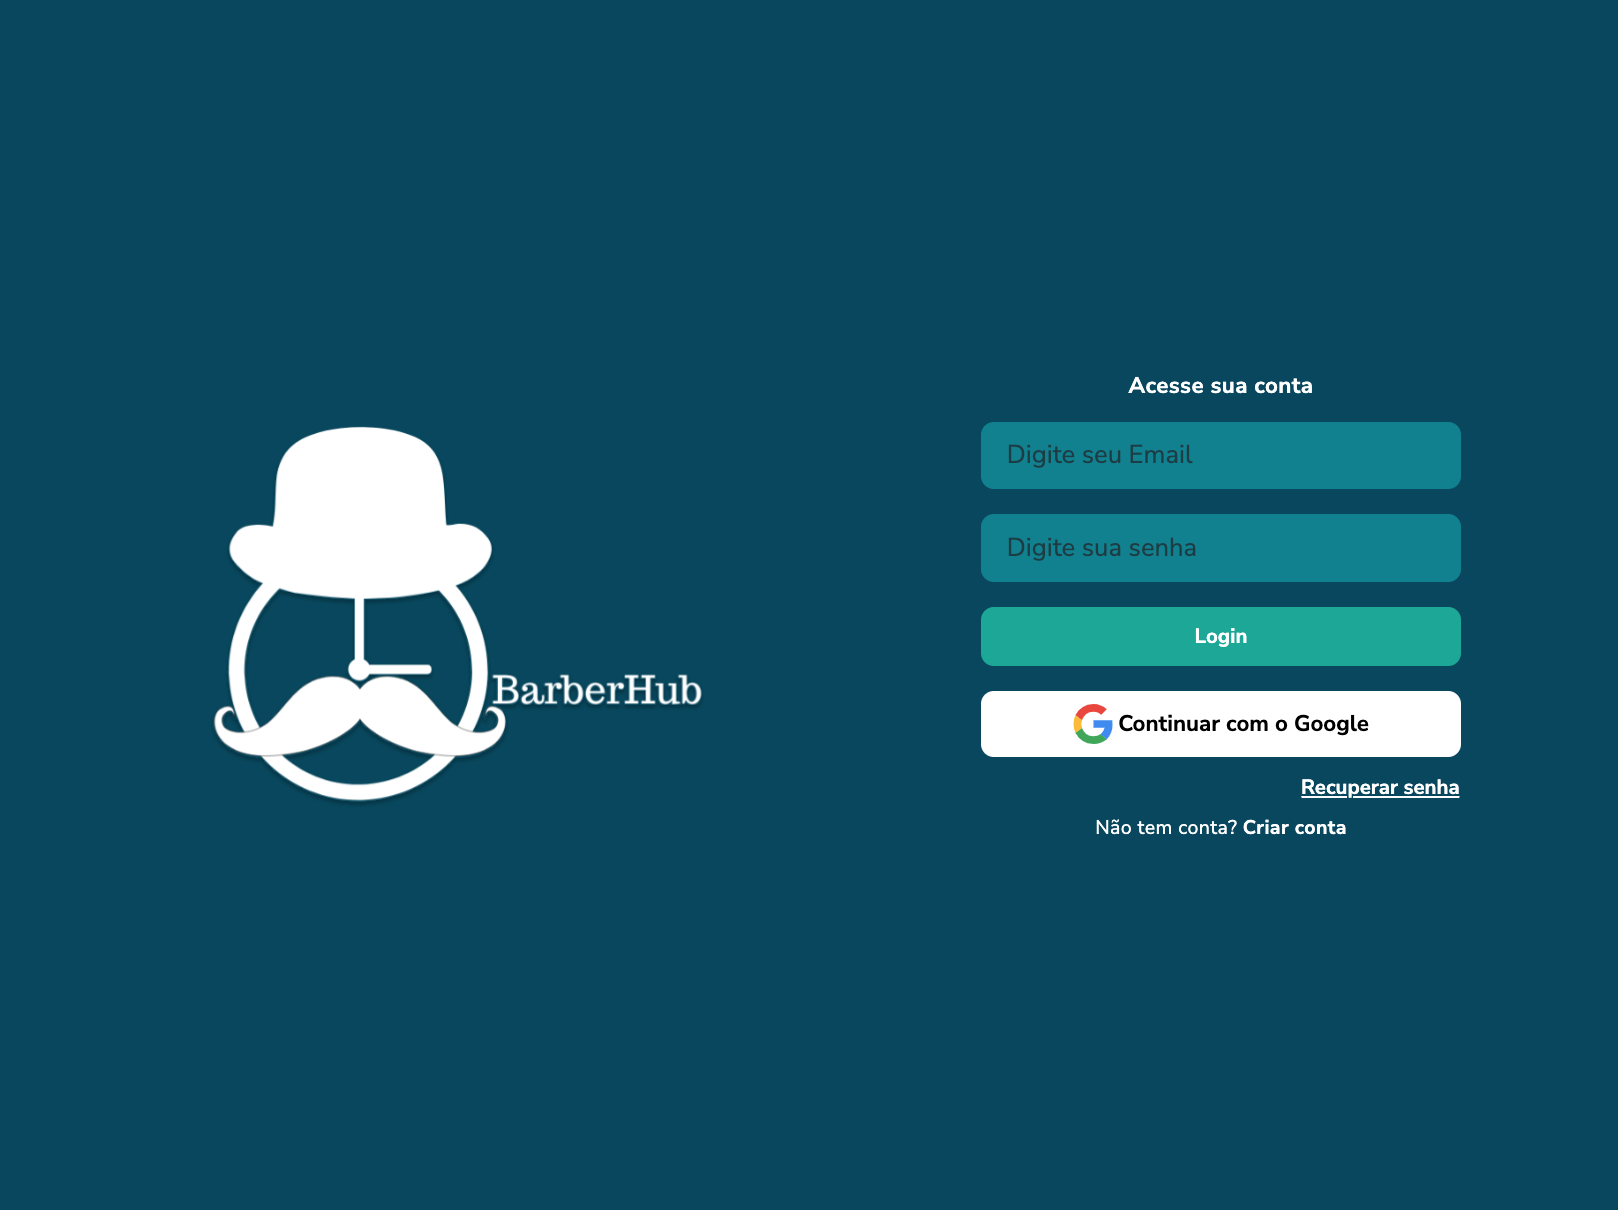 BarberHub
Acesse sua conta
Digite seu Email
Digite sua senha
Login
Continuar com o Google
Recuperar senha
Não tem conta? Criar conta